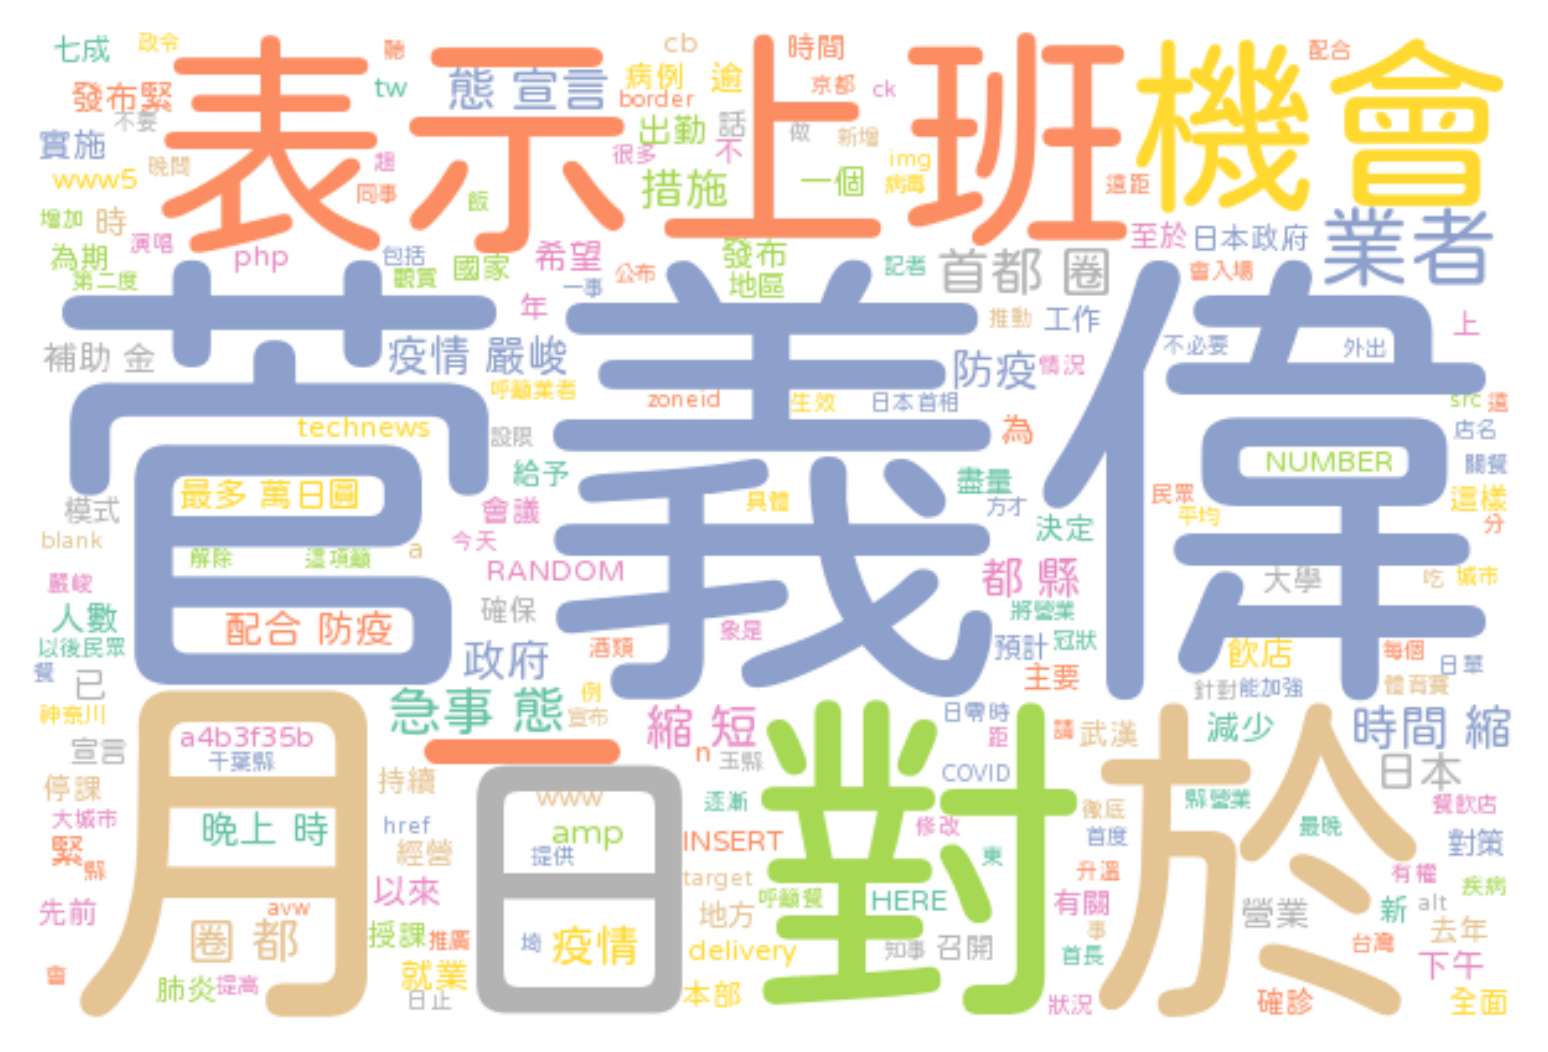 七成
政令
聽
cb
時間
配合
表示
上班
機會
發布緊
不要
tw
態 宣言
病例
逾
border
京都
ck
實施
晚間
趨
出勤
話
做
新增
很多
不
img
www5
同事
飯
措施
一個
病毒
遠距
增加
時
演唱
為期
第二度
php
包括
觀賞
國家
希望
一事
公布
發布
地區
記者
首都 圈
至於
日本政府
會入場
業者
菅義偉
年
推動
工作
上
補助 金
疫情 嚴峻
防疫
情況
不必要
外出
呼籲業者
zoneid
生效
日本首相
src
遠
technews
設限
為
店名
NUMBER
關餐
最多 萬日圓
給予
盡量
模式
會議
具體
方才
民眾
平均
這樣
分
blank
解除
這項籲
a
今天
決定
嚴峻
RANDOM
都 縣
大學
吃
城市
人數
配合 防疫
確保
將營業
以後民眾
象是
酒類
預計
冠狀
餐
政府
主要
飲店
每個
日單
已
針對
能加強
體育賽
神奈川
急事 態
例
宣布
縮 短
日零時
距
請
武漢
減少
時間 縮
月
日
一
對於
a4b3f35b
宣言
千葉縣
n
玉縣
停課
持續
www
COVID
日本
大城市
逐漸
縣營業
餐飲店
晚上 時
href
amp
INSERT
修改
徹底
首度
最晚
緊
縣
經營
提供
東
對策
升溫
以來
target
呼籲餐
HERE
有關
有權
疾病
先前
avw
地方
營業
新
alt
圈 都
授課
推廣
埼
疫情
delivery
知事
召開
事
首長
台灣
去年
會
肺炎
提高
就業
日止
本部
狀況
確診
下午
全面